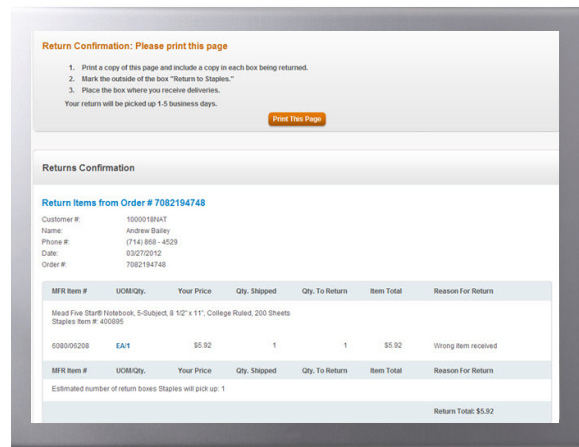 Return Confirmation: Please print this page
1. Print a copy of this page and include a copy in each box being returned.
2. Mark the outside of the box "Return to Staples."
3. Place the box where you receive deliveries.
Your return will be picked up 1-5 business days.
Print This Page
Returns Confirmation
Return Items from Order # 7082194748
Customer #: 1000018NAT
Name: Andrew Bailey
Phone #: (714) 868 - 4529
Date: 03/27/2012
Order #: 7082194748
MFR Item # UOM/Qty. Your Price Qty. Shipped Qty. To Return Item Total Reason For Return
Mead Five Star® Notebook, 5-Subject, 8 1/2" x 11", College Ruled, 200 Sheets
Staples Item #: 400895
6080/06208 EA/1 $5.92 1 1 $5.92 Wrong item received
MFR Item # UOM/Qty. Your Price Qty. Shipped Qty. To Return Item Total Reason For Return
Estimated number of return boxes Staples will pick up: 1
Return Total: $5.92